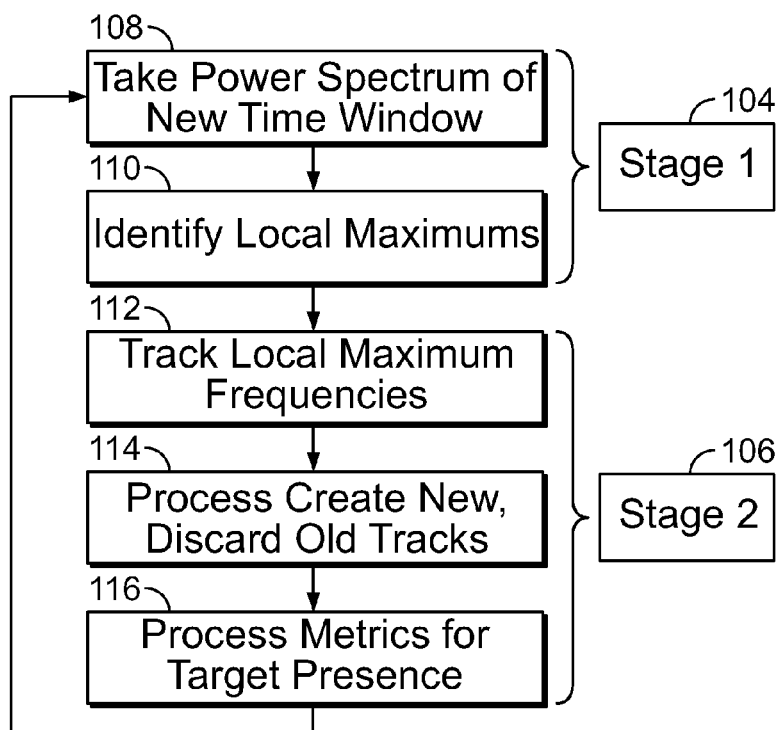 108
Take Power Spectrum of
New Time Window
104
Stage 1
110
Identify Local Maximums
112
Track Local Maximum
Frequencies
114
Process Create New,
Discard Old Tracks
106
Stage 2
116
Process Metrics for
Target Presence